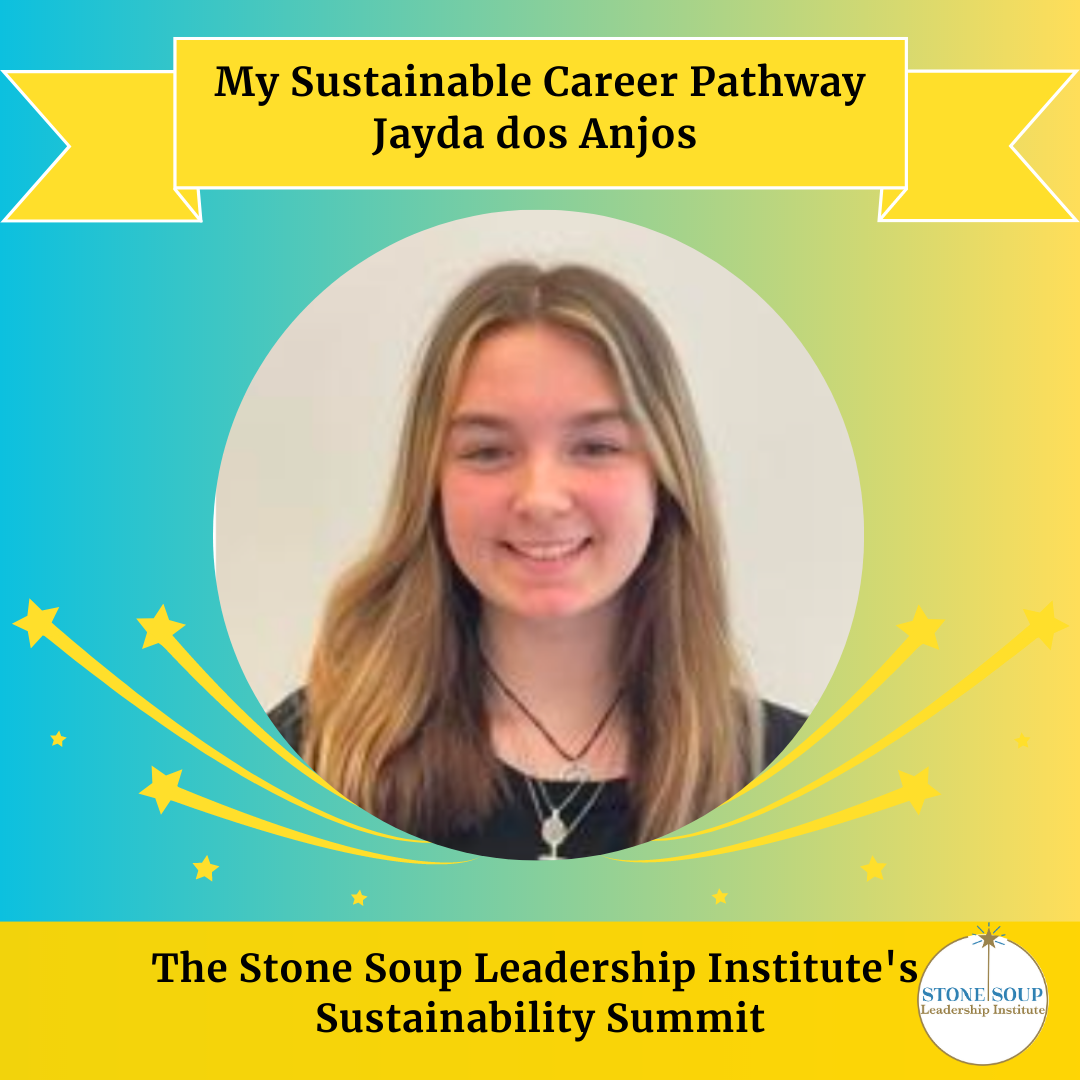 My Sustainable Career Pathway
Jayda dos Anjos
The Stone Soup Leadership Institute's
Sustainability Summit
STONE SOUP
Leadership Institute